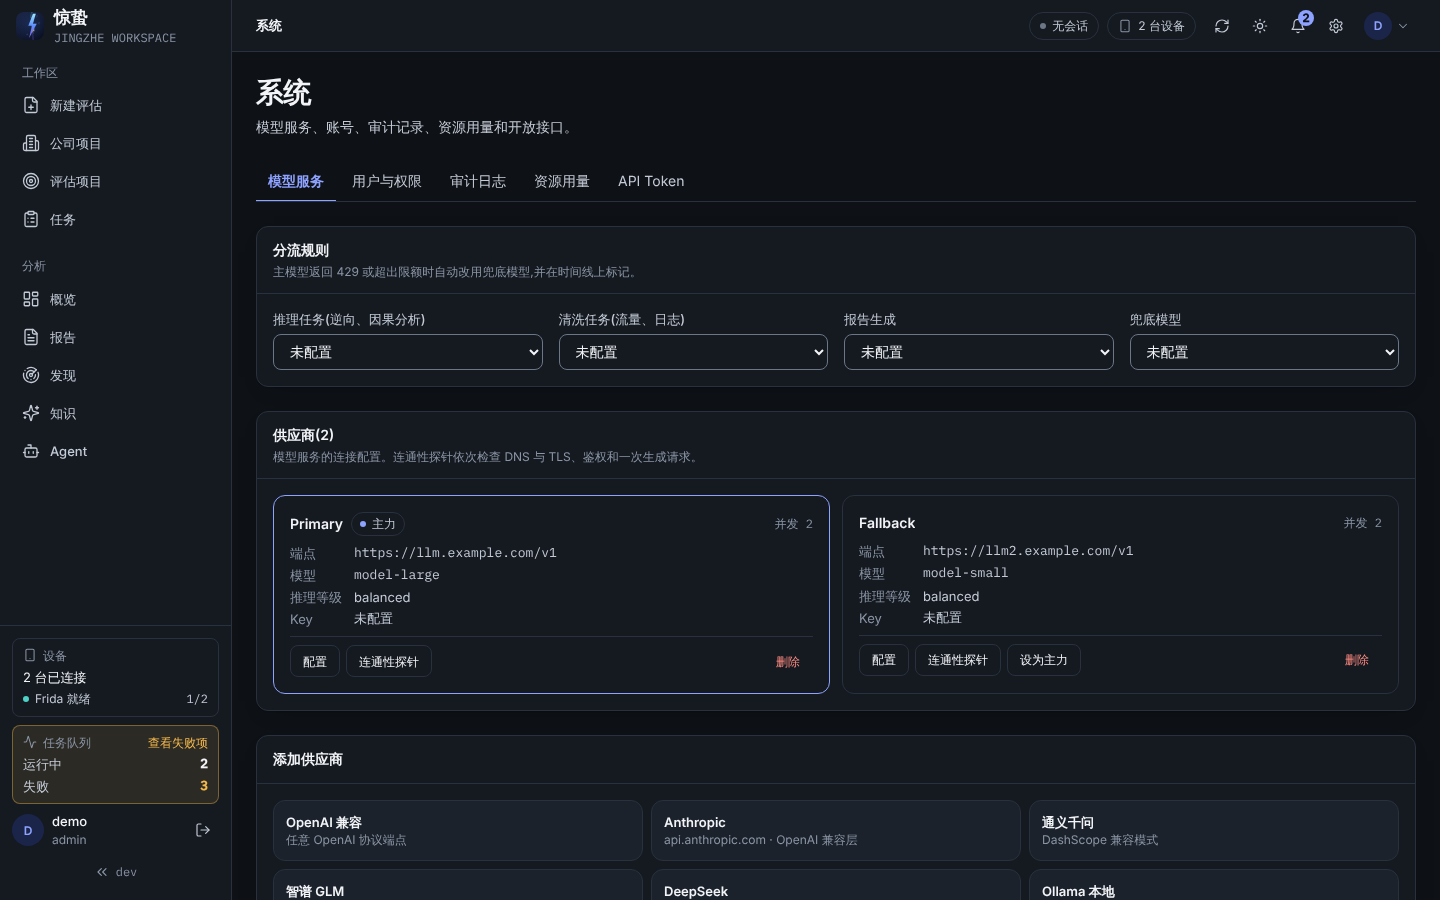 惊蛰
JINGZHE WORKSPACE
工作区
新建评估
公司项目
评估项目
任务
分析
概览
报告
发现
知识
Agent
设备
2 台已连接
Frida 就绪 1/2
任务队列 查看失败项
运行中 2
失败 3
D
demo
admin
dev
系统
无会话
2 台设备
2
D
系统
模型服务、账号、审计记录、资源用量和开放接口。
模型服务 用户与权限 审计日志 资源用量 API Token
分流规则
主模型返回 429 或超出限额时自动改用兜底模型,并在时间线上标记。
推理任务(逆向、因果分析) 清洗任务(流量、日志) 报告生成 兜底模型
未配置 未配置 未配置 未配置
供应商(2)
模型服务的连接配置。连通性探针依次检查 DNS 与 TLS、鉴权和一次生成请求。
Primary 主力 并发 2
端点 https://llm.example.com/v1
模型 model-large
推理等级 balanced
Key 未配置
配置 连通性探针 删除
Fallback 并发 2
端点 https://llm2.example.com/v1
模型 model-small
推理等级 balanced
Key 未配置
配置 连通性探针 设为主力 删除
添加供应商
OpenAI 兼容
任意 OpenAI 协议端点
Anthropic
api.anthropic.com · OpenAI 兼容层
通义千问
DashScope 兼容模式
智谱 GLM
DeepSeek
Ollama 本地